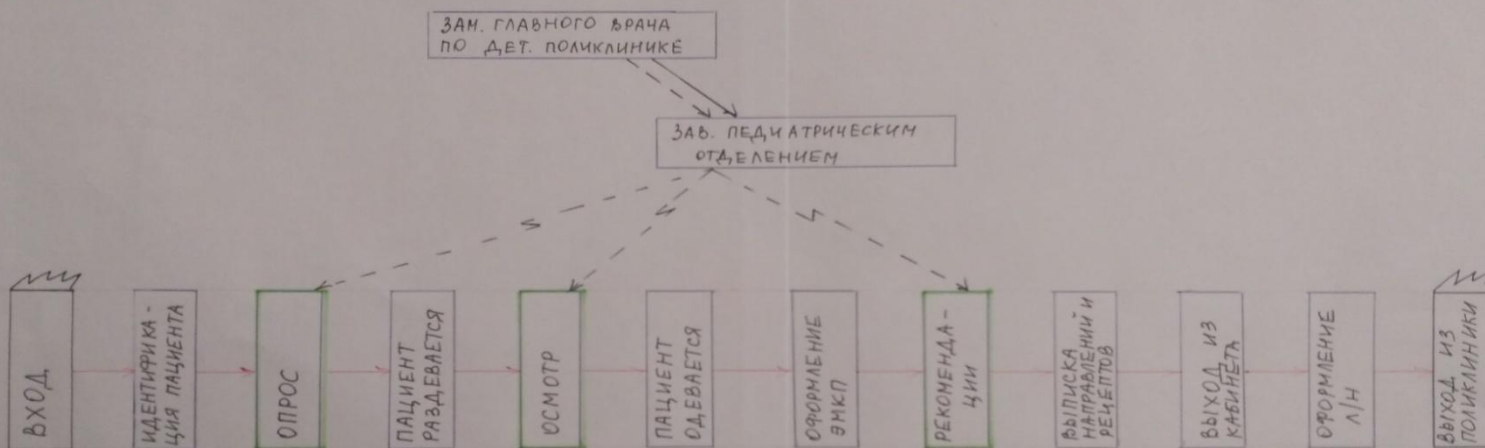 ЗАМ. ГЛАВНОГО ВРАЧА
ПО ДЕТ. ПОЛИКЛИНИКЕ
ЗАВ. ПЕДИАТРИЧЕСКИМ
ОТДЕЛЕНИЕМ
ВХОД
ИДЕНТИФИКА-
ЦИЯ ПАЦИЕНТА
ОПРОС
ПАЦИЕНТ
РАЗДЕВАЕТСЯ
ОСМОТР
ПАЦИЕНТ
ОДЕВАЕТСЯ
ОФОРМЛЕНИЕ
ЭМКП
РЕКОМЕНДА-
ЦИИ
ВЫПИСКА
НАПРАВЛЕНИЙ И
РЕЦЕПТОВ
ВЫХОД ИЗ
КАБИНЕТА
ОФОРМЛЕНИЕ
Л/Н
ВЫХОД ИЗ
ПОЛИКЛИНИКИ